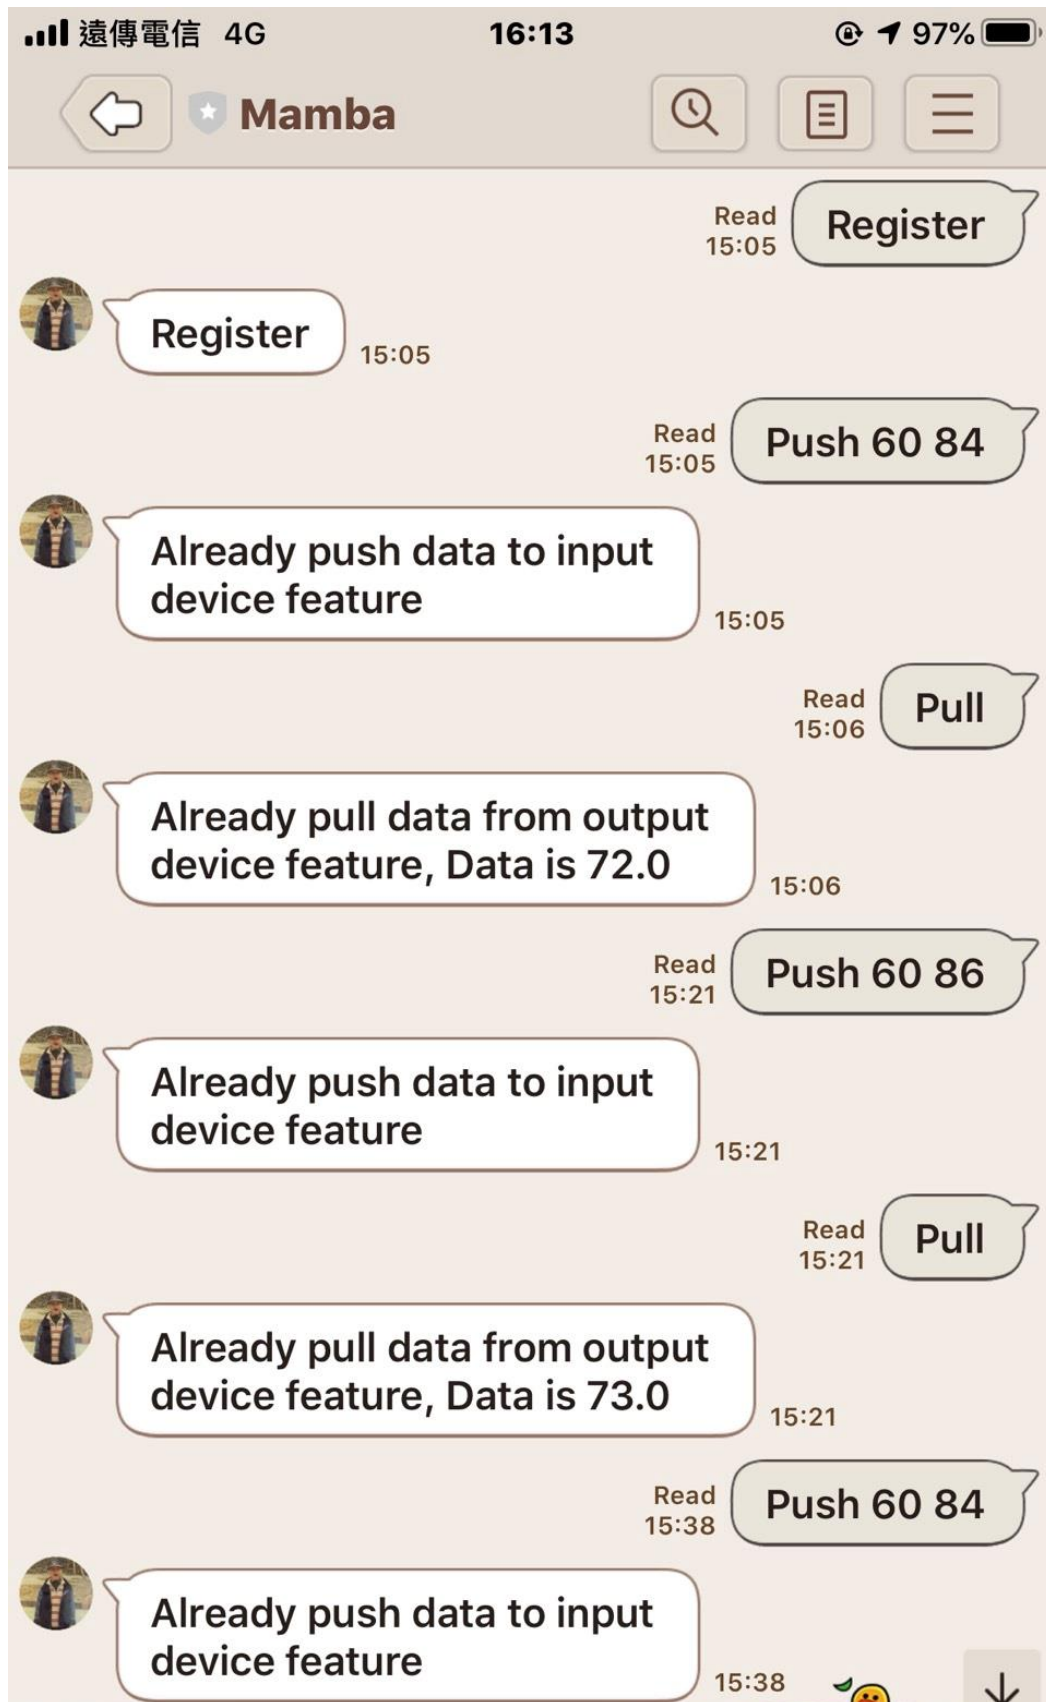 遠傳電信 4G 16:13 97%
Mamba
Read
15:05
Register
Register
15:05
Read
15:05
Push 60 84
Already push data to input
device feature
15:05
Read
15:06
Pull
Already pull data from output
device feature, Data is 72.0
15:06
Read
15:21
Push 60 86
Already push data to input
device feature
15:21
Read
15:21
Pull
Already pull data from output
device feature, Data is 73.0
15:21
Read
15:38
Push 60 84
Already push data to input
device feature
15:38